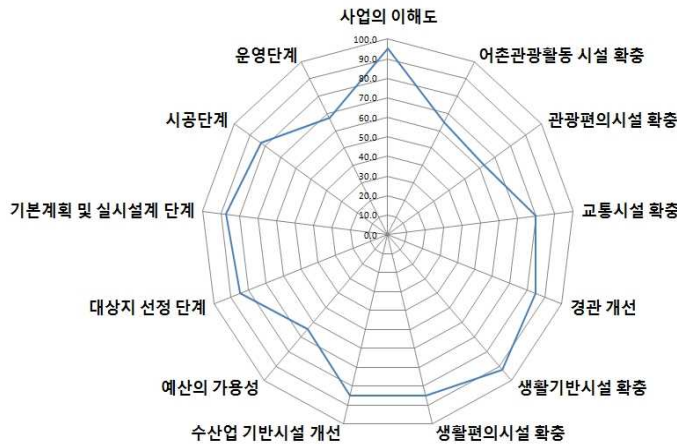 사업의 이해도
어촌관광활동 시설 확충
관광편의시설 확충
교통시설 확충
경관 개선
생활기반시설 확충
생활편의시설 확충
수산업 기반시설 개선
예산의 가용성
대상지 선정 단계
기본계획 및 실시설계 단계
시공단계
운영단계
100.0
90.0
80.0
70.0
60.0
50.0
40.0
30.0
20.0
10.0
0.0